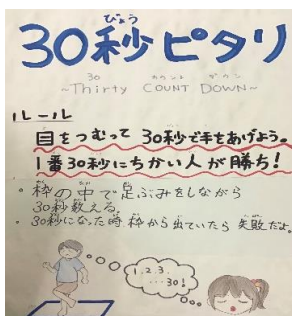 びょう
30秒ピタリ
30 カウント ダウン
~Thirty COUNT DOWN~
ルール
目をつむって 30秒で手をあげよう。
1番30秒にちかい人が勝ち!
・枠の中で足ぶみをしながら
30秒数える。
・30秒になった時 枠から出ていたら 失敗だよ。
1.2.3.
...30!